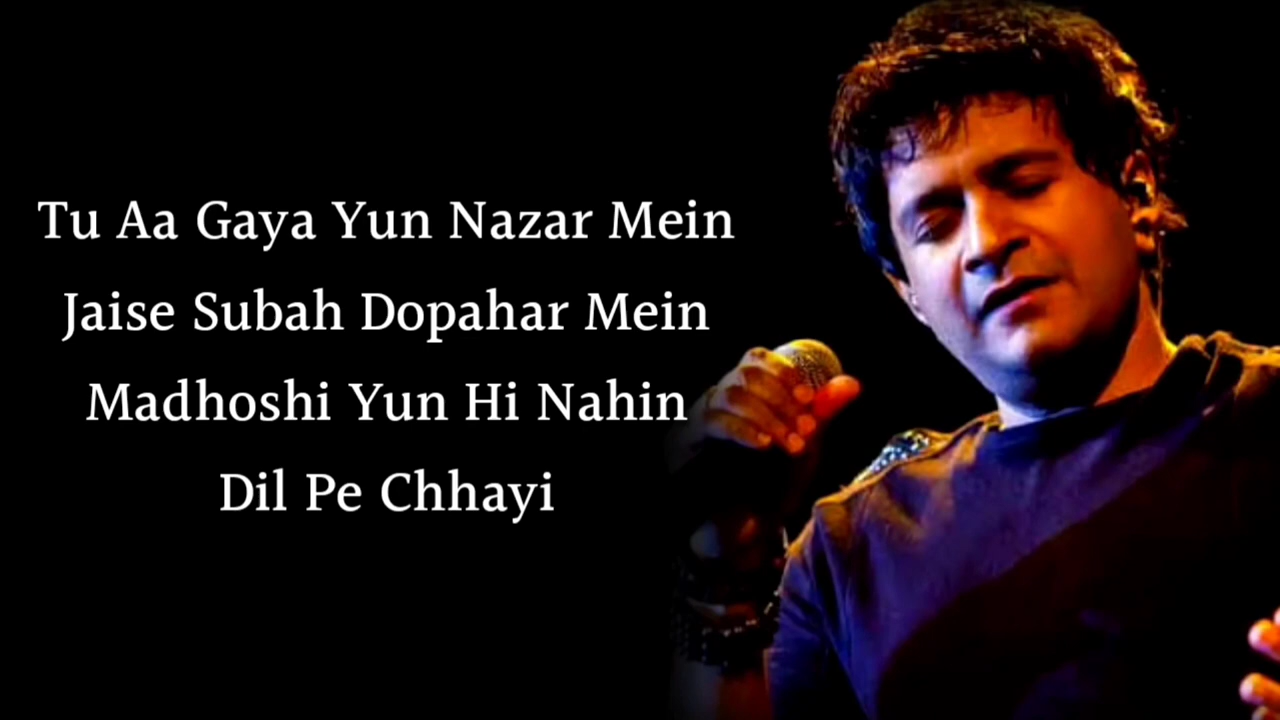 Tu Aa Gaya Yun Nazar Mein
Jaise Subah Dopahar Mein
Madhoshi Yun Hi Nahin
Dil Pe Chhayi